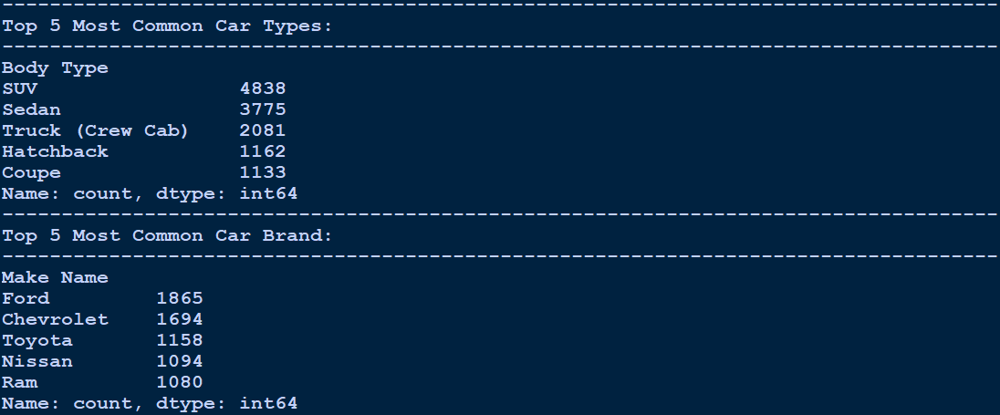 ------------------------------------------------------------------------------------
Top 5 Most Common Car Types:
------------------------------------------------------------------------------------
Body Type
SUV                 4838
Sedan               3775
Truck (Crew Cab)    2081
Hatchback           1162
Coupe               1133
Name: count, dtype: int64
------------------------------------------------------------------------------------
Top 5 Most Common Car Brand:
------------------------------------------------------------------------------------
Make Name
Ford         1865
Chevrolet    1694
Toyota       1158
Nissan       1094
Ram          1080
Name: count, dtype: int64